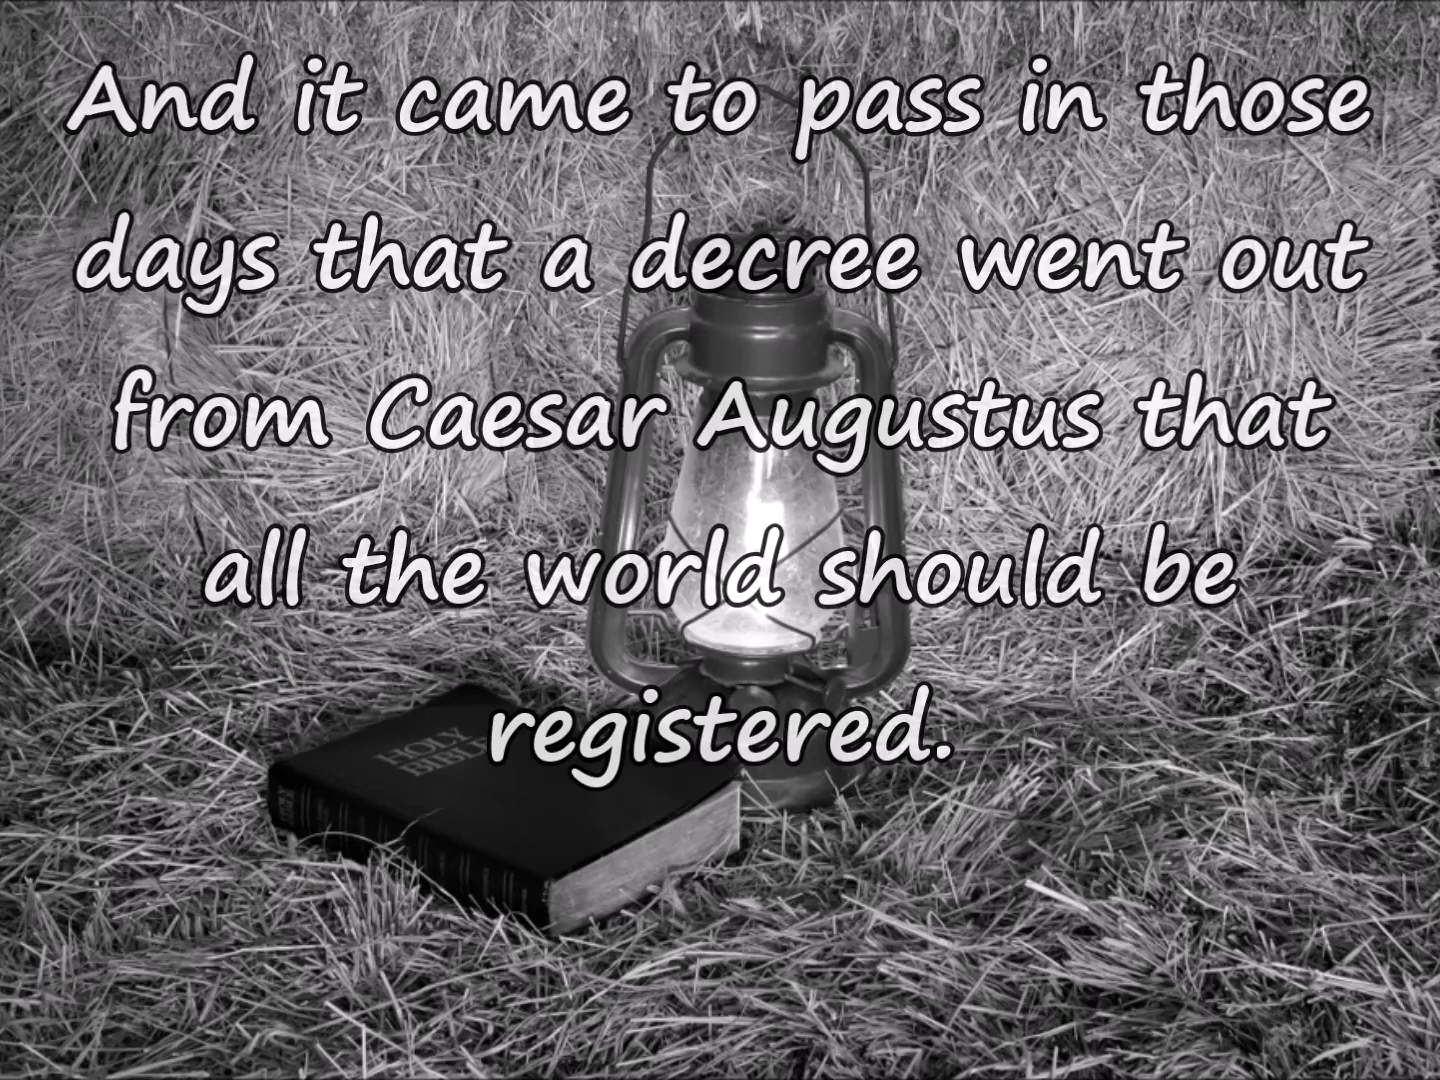 And it came to pass in those
days that a decree went out
from Caesar Augustus that
all the world should be
registered.
HOLY
BIBLE